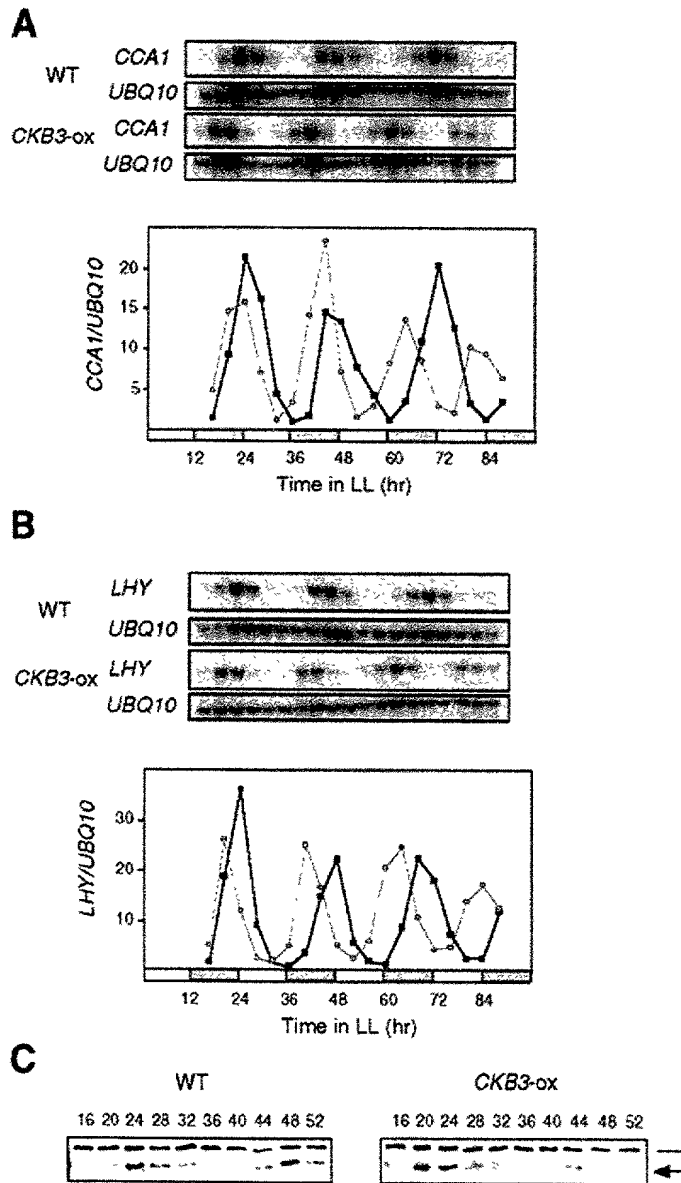 A
WT
CCA1
UBQ10
CKB3-ox
CCA1
UBQ10
CCA1/UBQ10
20
15
10
5
12 24 36 48 60 72 84
Time in LL (hr)
B
WT
LHY
UBQ10
CKB3-ox
LHY
UBQ10
LHY/UBQ10
30
20
10
12 24 36 48 60 72 84
Time in LL (hr)
C
WT
CKB3-ox
16 20 24 28 32 36 40 44 48 52
16 20 24 28 32 36 40 44 48 52